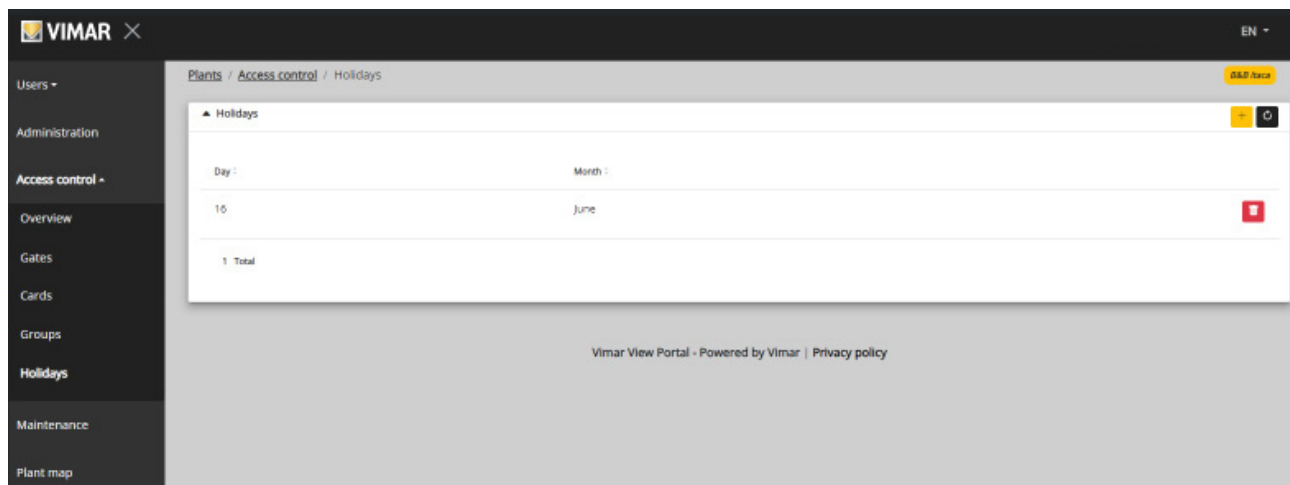 VIMAR
EN
Users
Plants / Access control / Holidays
Administration
Holidays
Access control
Day
Month
Overview
16
June
Gates
1 Total
Cards
Groups
Vimar View Portal - Powered by Vimar | Privacy policy
Holidays
Maintenance
Plant map